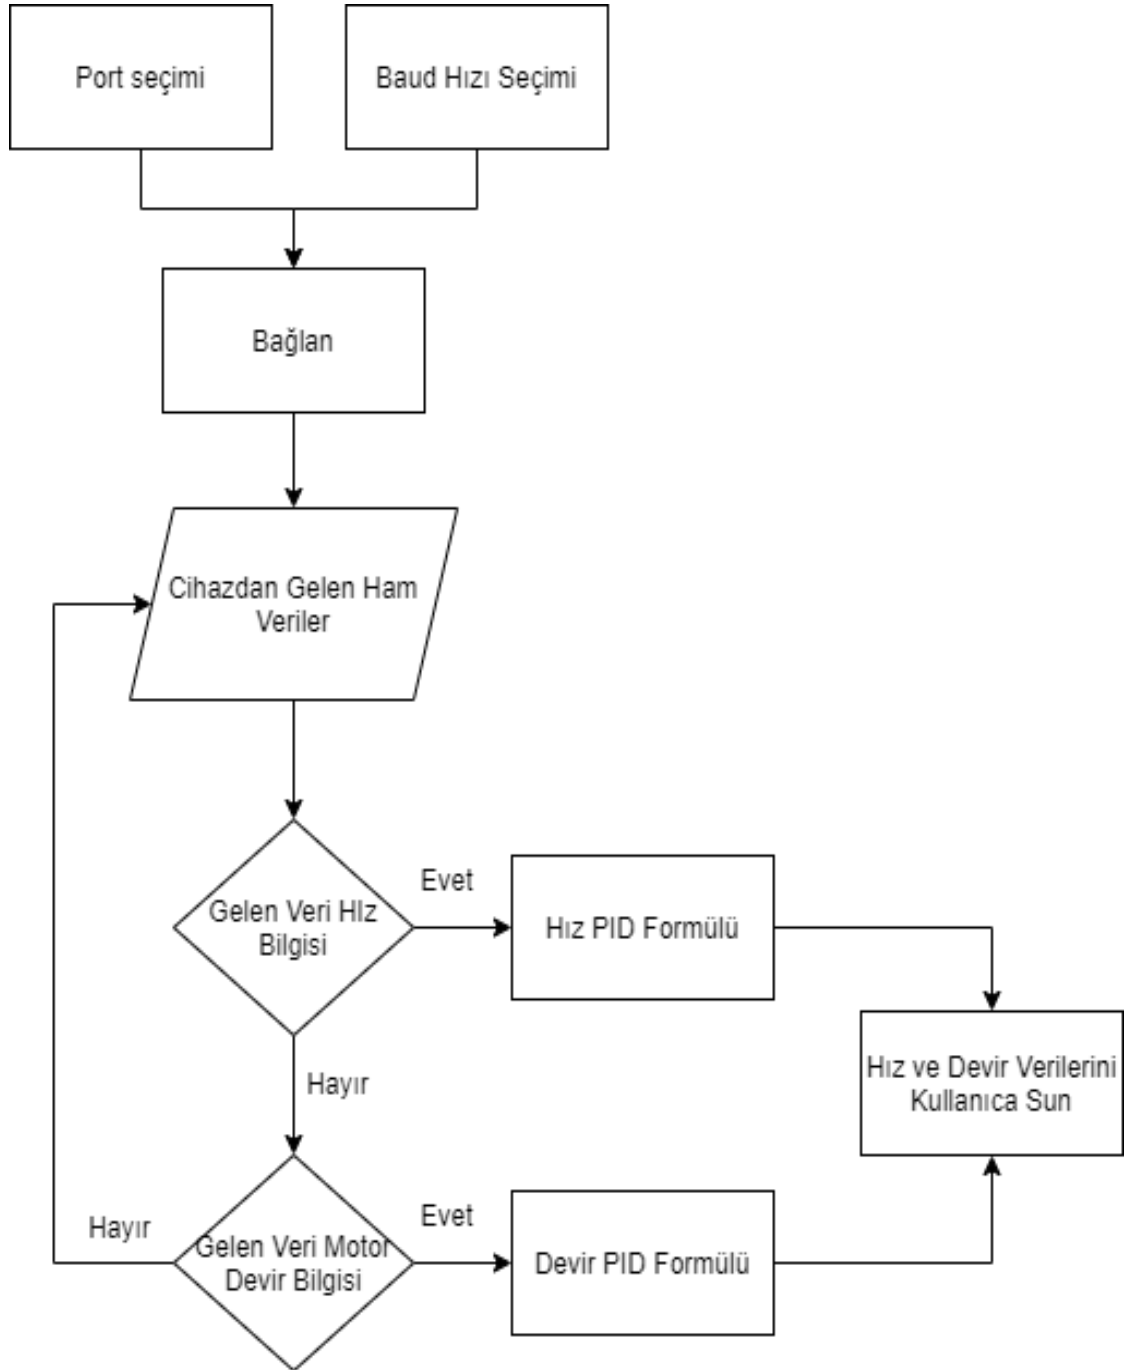 Port seçimi
Baud Hızı Seçimi
Bağlan
Cihazdan Gelen Ham
Veriler
Evet
Gelen Veri HIz
Bilgisi
Hız PID Formülü
Hız ve Devir Verilerini
Kullanıca Sun
Hayır
Evet
Hayır
Gelen Veri Motor
Devir Bilgisi
Devir PID Formülü